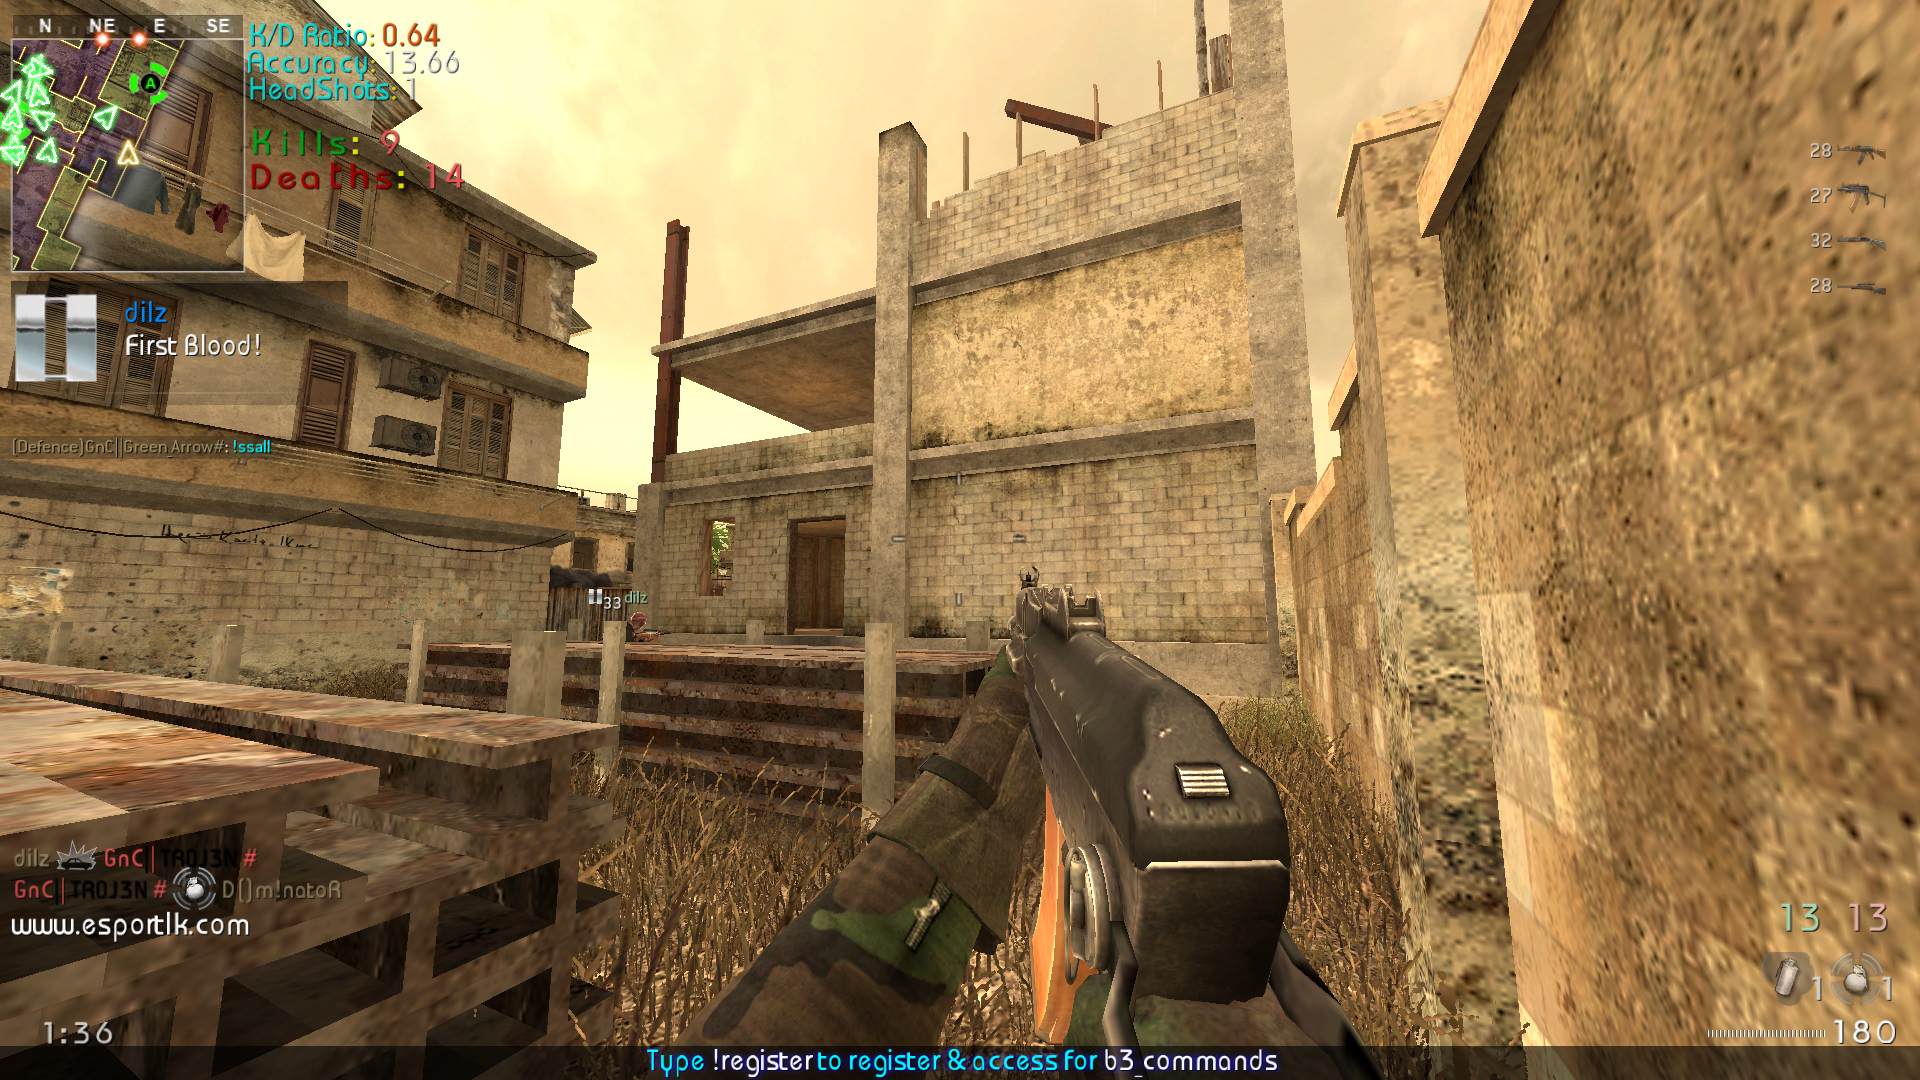 N NE E SE
K/D Ratio: 0.64
Accuracy: 13.66
HeadShots: 1
Kills: 9
Deaths: 14
A
28
27
32
28
dilz
First Blood!
[Defence]GnC||Green_Arrow#: !ssall
33 dilz
dilz GnC|TR0J3N #
GnC|TR0J3N # D()m!natoR
www.esportlk.com
13 13
1 1
1:36
180
Type !register to register & access for b3_commands